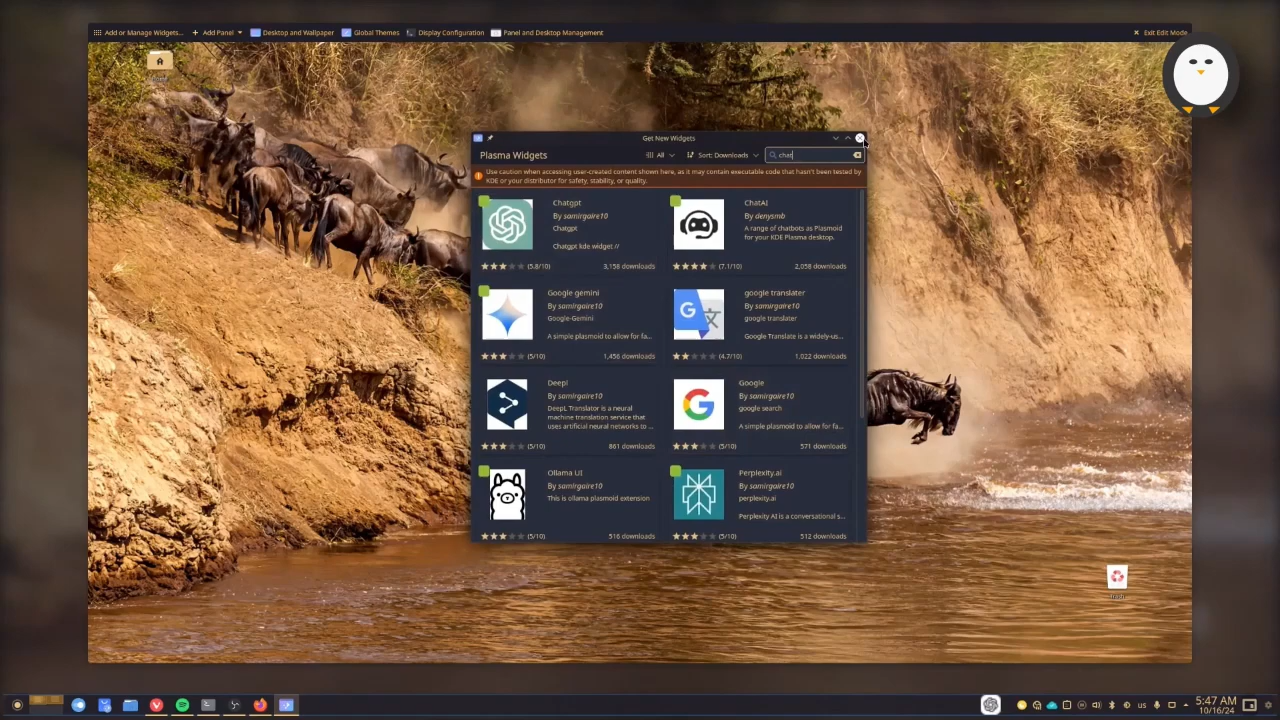 Add or Manage Widgets...
Add Panel
Desktop and Wallpaper
Global Themes
Display Configuration
Panel and Desktop Management
Exit Edit Mode
Get New Widgets
Plasma Widgets
All
Sort: Downloads
chat
Use caution when accessing user-created content shown here, as it may contain executable code that hasn't been tested by
KDE or your distributor for safety, stability, or quality.
Chatgpt
By samirgaire10
Chatgpt
Chatgpt kde widget //
(5.8/10)
3,158 downloads
ChatAI
By denysmb
A range of chatbots as Plasmoid
for your KDE Plasma desktop.
(7.1/10)
2,058 downloads
Google gemini
By samirgaire10
Google-Gemini
A simple plasmoid to allow for fa...
(5/10)
1,456 downloads
google translater
By samirgaire10
google translater
Google Translate is a widely-us...
(4.7/10)
1,022 downloads
Deepl
By samirgaire10
DeepL Translator is a neural
machine translation service that
uses artificial neural networks to ...
(5/10)
861 downloads
Google
By samirgaire10
google search
A simple plasmoid to allow for fa...
(5/10)
571 downloads
Ollama UI
By samirgaire10
This is ollama plasmoid extension
(5/10)
516 downloads
Perplexity.ai
By samirgaire10
perplexity.ai
Perplexity AI is a conversational s...
(5/10)
512 downloads
us
5:47 AM
10/16/24